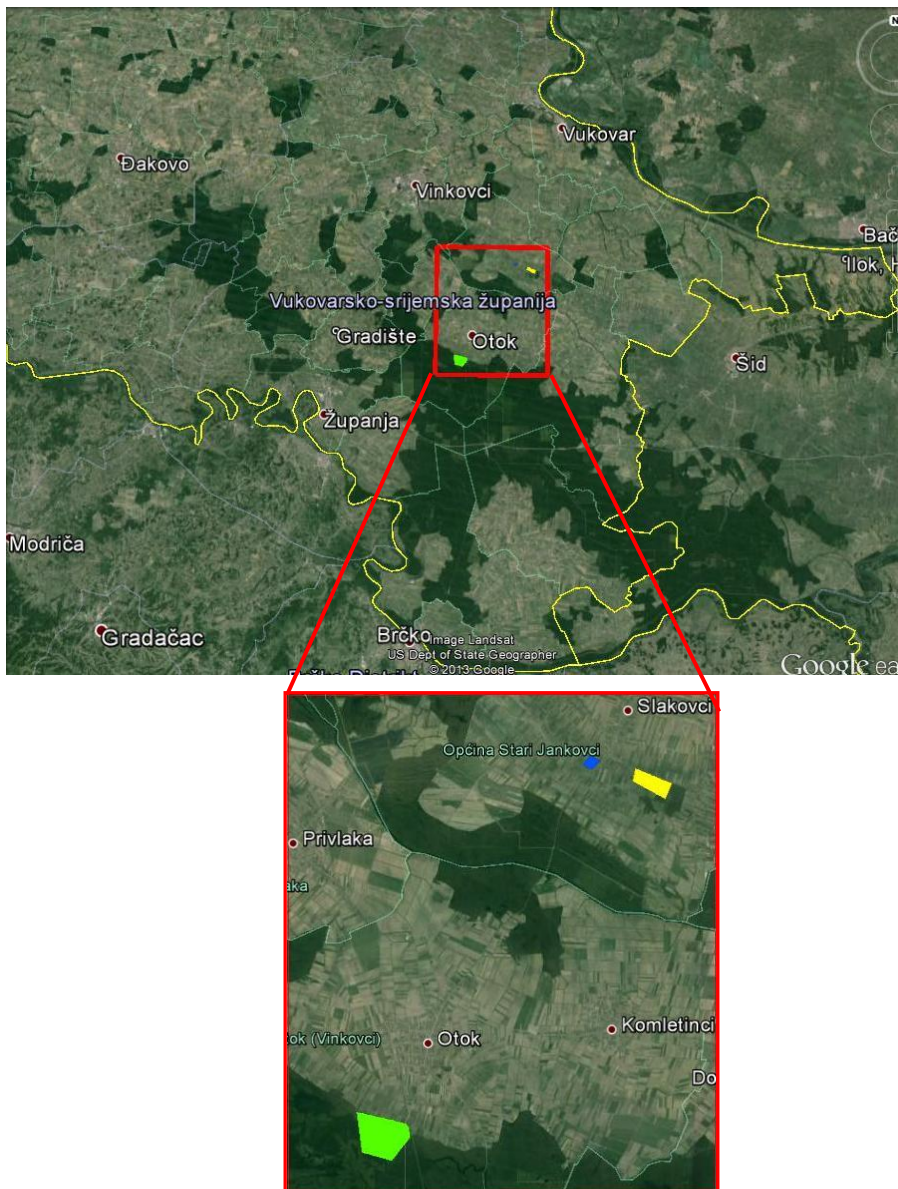 N
Vukovar
Đakovo
Vinkovci
Bač
Ilok, H
Vukovarsko-srijemska županija
Gradište
Otok
Šid
Županja
Modriča
Gradačac
Brčko
Image Landsat
US Dept of State Geographer
© 2013 Google
Google ea
Slakovci
Općina Stari Jankovci
Privlaka
aka
Komletinci
tok (Vinkovci)
Otok
Do